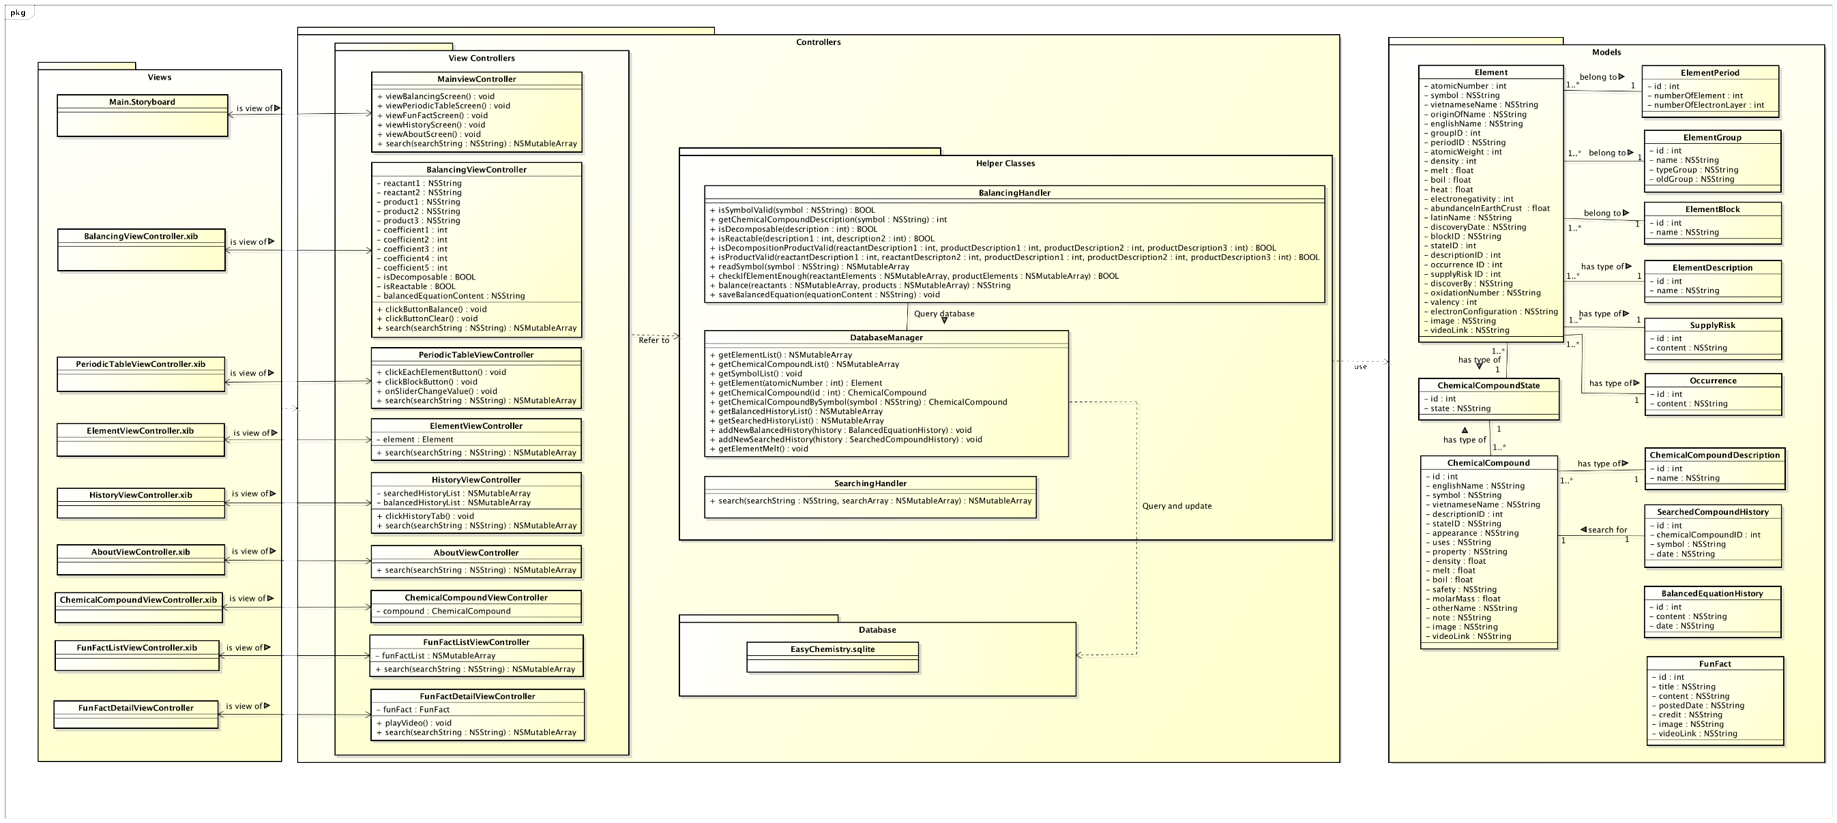 pkg
Views
Main.Storyboard
is view of
BalancingViewController.xib
is view of
PeriodicTableViewController.xib
is view of
ElementViewController.xib
is view of
HistoryViewController.xib
is view of
AboutViewController.xib
is view of
ChemicalCompoundViewController.xib
is view of
FunFactListViewController.xib
is view of
FunFactDetailViewController
is view of
Controllers
View Controllers
MainviewController
+ viewBalancingScreen() : void
+ viewPeriodicTableScreen() : void
+ viewFunFactScreen() : void
+ viewHistoryScreen() : void
+ viewAboutScreen() : void
+ search(searchString : NSString) : NSMutableArray
BalancingViewController
- reactant1 : NSString
- reactant2 : NSString
- product1 : NSString
- product2 : NSString
- product3 : NSString
- coefficient1 : int
- coefficient2 : int
- coefficient3 : int
- coefficient4 : int
- coefficient5 : int
- isDecomposable : BOOL
- isReactable : BOOL
- balancedEquationContent : NSString
+ clickButtonBalance() : void
+ clickButtonClear() : void
+ search(searchString : NSString) : NSMutableArray
PeriodicTableViewController
+ clickEachElementButton() : void
+ clickBlockButton() : void
+ onSliderChangeValue() : void
+ search(searchString : NSString) : NSMutableArray
ElementViewController
- element : Element
+ search(searchString : NSString) : NSMutableArray
HistoryViewController
- searchedHistoryList : NSMutableArray
- balancedHistoryList : NSMutableArray
+ clickHistoryTab() : void
+ search(searchString : NSString) : NSMutableArray
AboutViewController
+ search(searchString : NSString) : NSMutableArray
ChemicalCompoundViewController
- compound : ChemicalCompound
FunFactListViewController
- funFactList : NSMutableArray
+ search(searchString : NSString) : NSMutableArray
FunFactDetailViewController
- funFact : FunFact
+ playVideo() : void
+ search(searchString : NSString) : NSMutableArray
Refer to
Helper Classes
BalancingHandler
+ isSymbolValid(symbol : NSString) : BOOL
+ getChemicalCompoundDescription(symbol : NSString) : int
+ isDecomposable(description : int) : BOOL
+ isReactable(description1 : int, description2 : int) : BOOL
+ isDecompositionProductValid(reactantDescription1 : int, productDescription1 : int, productDescription2 : int, productDescription3 : int) : BOOL
+ isProductValid(reactantDescription1 : int, reactantDescripton2 : int, productDescription1 : int, productDescription2 : int, productDescription3 : int) : BOOL
+ readSymbol(symbol : NSString) : NSMutableArray
+ checkIfElementEnough(reactantElements : NSMutableArray, productElements : NSMutableArray) : BOOL
+ balance(reactants : NSMutableArray, products : NSMutableArray) : NSString
+ saveBalancedEquation(equationContent : NSString) : void
Query database
DatabaseManager
+ getElementList() : NSMutableArray
+ getChemicalCompoundList() : NSMutableArray
+ getSymbolList() : void
+ getElement(atomicNumber : int) : Element
+ getChemicalCompound(id : int) : ChemicalCompound
+ getChemicalCompoundBySymbol(symbol : NSString) : ChemicalCompound
+ getBalancedHistoryList() : NSMutableArray
+ getSearchedHistoryList() : NSMutableArray
+ addNewBalancedHistory(history : BalancedEquationHistory) : void
+ addNewSearchedHistory(history : SearchedCompoundHistory) : void
+ getElementMelt() : void
SearchingHandler
+ search(searchString : NSString, searchArray : NSMutableArray) : NSMutableArray
Query and update
Database
EasyChemistry.sqlite
use
Models
Element
- atomicNumber : int
- symbol : NSString
- vietnameseName : NSString
- originOfName : NSString
- englishName : NSString
- groupID : int
- periodID : NSString
- atomicWeight : int
- density : int
- melt : float
- boil : float
- heat : float
- electronegativity : int
- abundanceInEarthCrust : float
- latinName : NSString
- discoveryDate : NSString
- blockID : NSString
- stateID : int
- descriptionID : int
- occurrence ID : int
- supplyRisk ID : int
- discoverBy : NSString
- oxidationNumber : NSString
- valency : int
- electronConfiguration : NSString
- image : NSString
- videoLink : NSString
belong to
1..* 1
ElementPeriod
- id : int
- numberOfElement : int
- numberOfElectronLayer : int
1..* belong to 1
ElementGroup
- id : int
- name : NSString
- typeGroup : NSString
- oldGroup : NSString
belong to
1..* 1
ElementBlock
- id : int
- name : NSString
has type of
1..* 1
ElementDescription
- id : int
- name : NSString
has type of
1..* 1
SupplyRisk
- id : int
- content : NSString
1..*
has type of
1
Occurrence
- id : int
- content : NSString
1..*
has type of
1
ChemicalCompoundState
- id : int
- state : NSString
1
has type of
1..*
ChemicalCompound
- id : int
- englishName : NSString
- symbol : NSString
- vietnameseName : NSString
- descriptionID : int
- stateID : NSString
- appearance : NSString
- uses : NSString
- property : NSString
- density : float
- melt : float
- boil : float
- safety : NSString
- molarMass : float
- otherName : NSString
- note : NSString
- image : NSString
- videoLink : NSString
has type of
1..* 1
ChemicalCompoundDescription
- id : int
- name : NSString
search for
1 1
SearchedCompoundHistory
- id : int
- chemicalCompoundID : int
- symbol : NSString
- date : NSString
BalancedEquationHistory
- id : int
- content : NSString
- date : NSString
FunFact
- id : int
- title : NSString
- content : NSString
- postedDate : NSString
- credit : NSString
- image : NSString
- videoLink : NSString